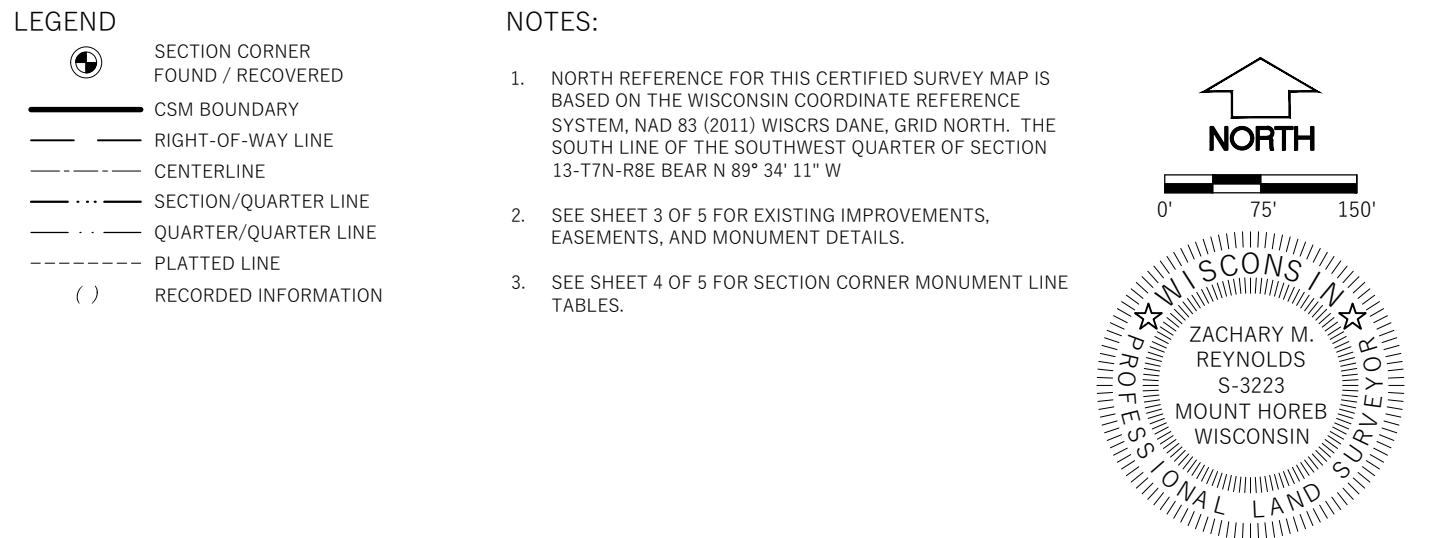 LEGEND
SECTION CORNER
FOUND / RECOVERED
CSM BOUNDARY
RIGHT-OF-WAY LINE
CENTERLINE
SECTION/QUARTER LINE
QUARTER/QUARTER LINE
PLATTED LINE
( ) RECORDED INFORMATION
NOTES:
1. NORTH REFERENCE FOR THIS CERTIFIED SURVEY MAP IS
BASED ON THE WISCONSIN COORDINATE REFERENCE
SYSTEM, NAD 83 (2011) WISCRS DANE, GRID NORTH. THE
SOUTH LINE OF THE SOUTHWEST QUARTER OF SECTION
13-T7N-R8E BEAR N 89° 34' 11" W
2. SEE SHEET 3 OF 5 FOR EXISTING IMPROVEMENTS,
EASEMENTS, AND MONUMENT DETAILS.
3. SEE SHEET 4 OF 5 FOR SECTION CORNER MONUMENT LINE
TABLES.
NORTH
0' 75' 150'
WISCONSIN
ZACHARY M.
REYNOLDS
S-3223
MOUNT HOREB
WISCONSIN
PROFESSIONAL LAND SURVEYOR